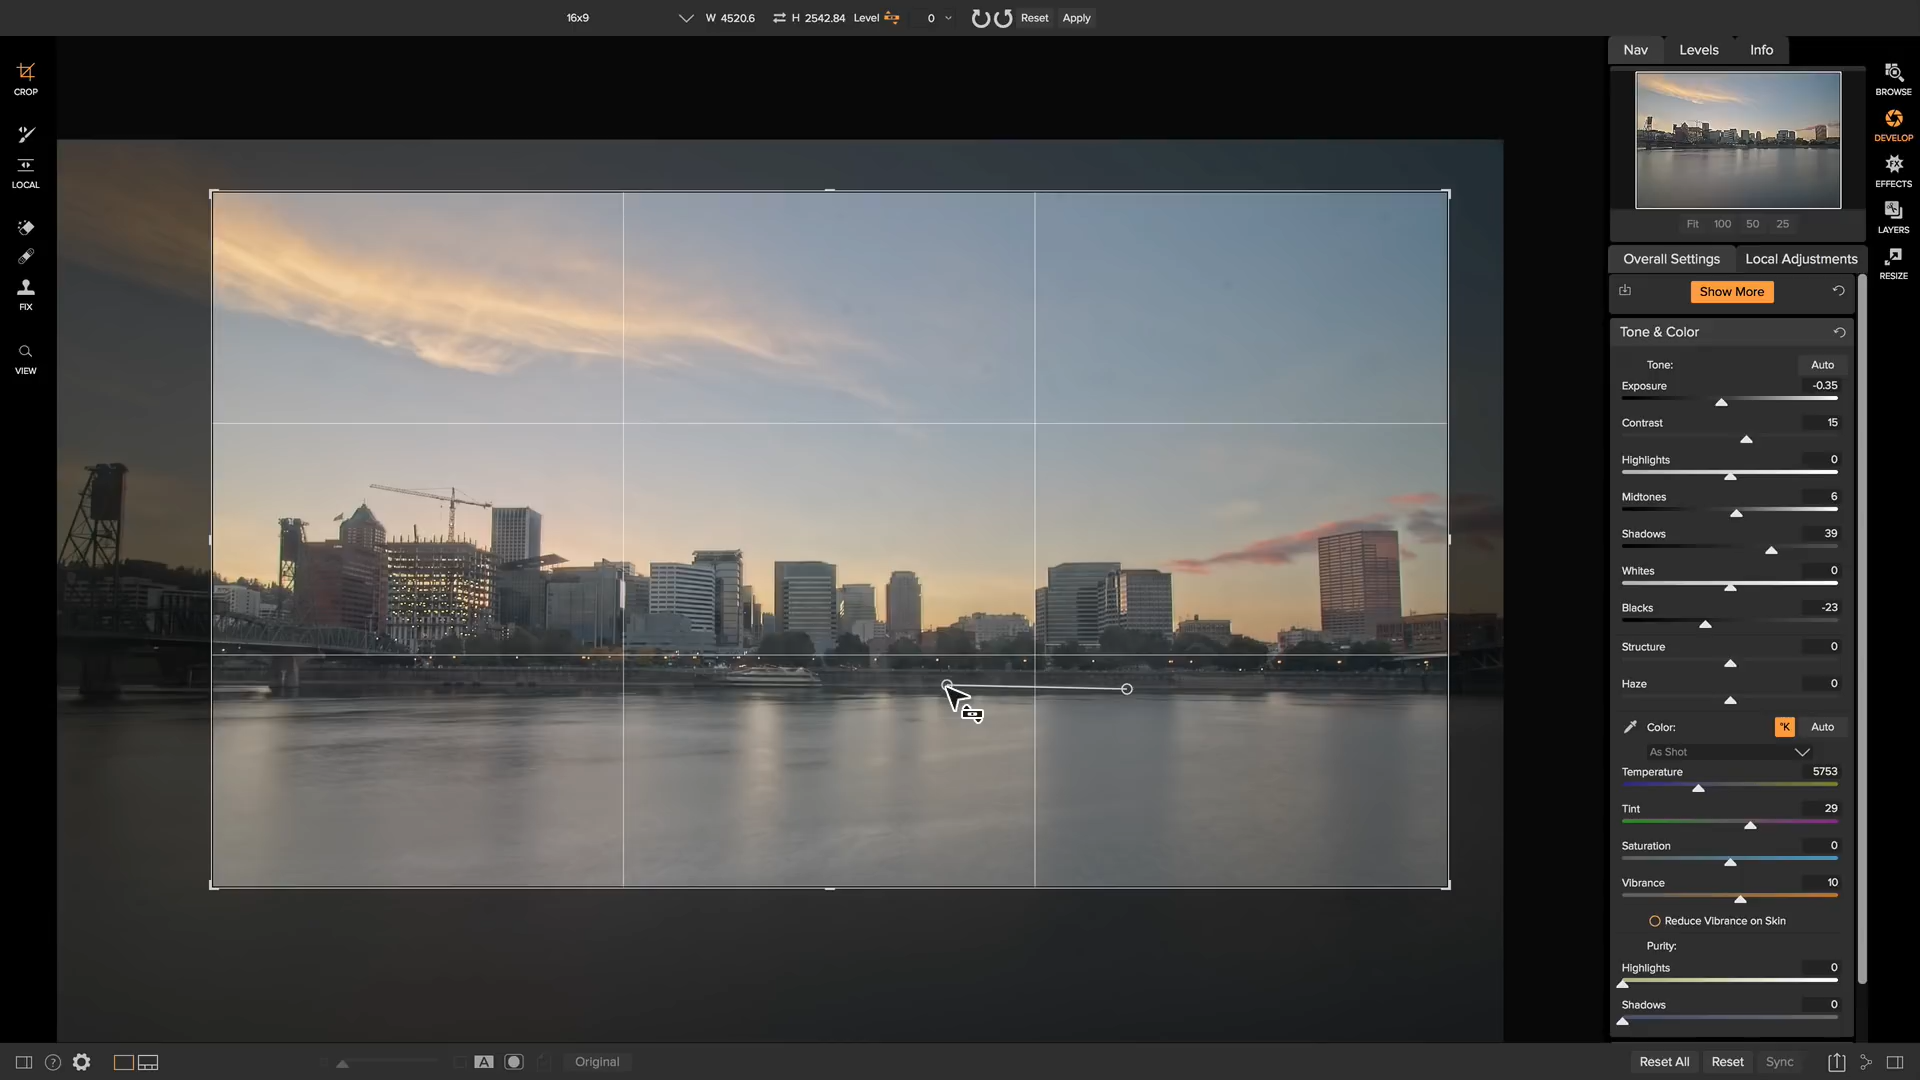 16x9 W 4520.6 H 2542.84 Level 0 Reset Apply
CROP
LOCAL
FIX
VIEW
Nav Levels Info
Fit 100 50 25
BROWSE
DEVELOP
EFFECTS
LAYERS
RESIZE
Overall Settings Local Adjustments
Show More
Tone & Color
Tone: Auto
Exposure -0.35
Contrast 15
Highlights 0
Midtones 6
Shadows 39
Whites 0
Blacks -23
Structure 0
Haze 0
Color: °K Auto
As Shot
Temperature 5753
Tint 29
Saturation 0
Vibrance 10
Reduce Vibrance on Skin
Purity:
Highlights 0
Shadows 0
? A Original Reset All Reset Sync